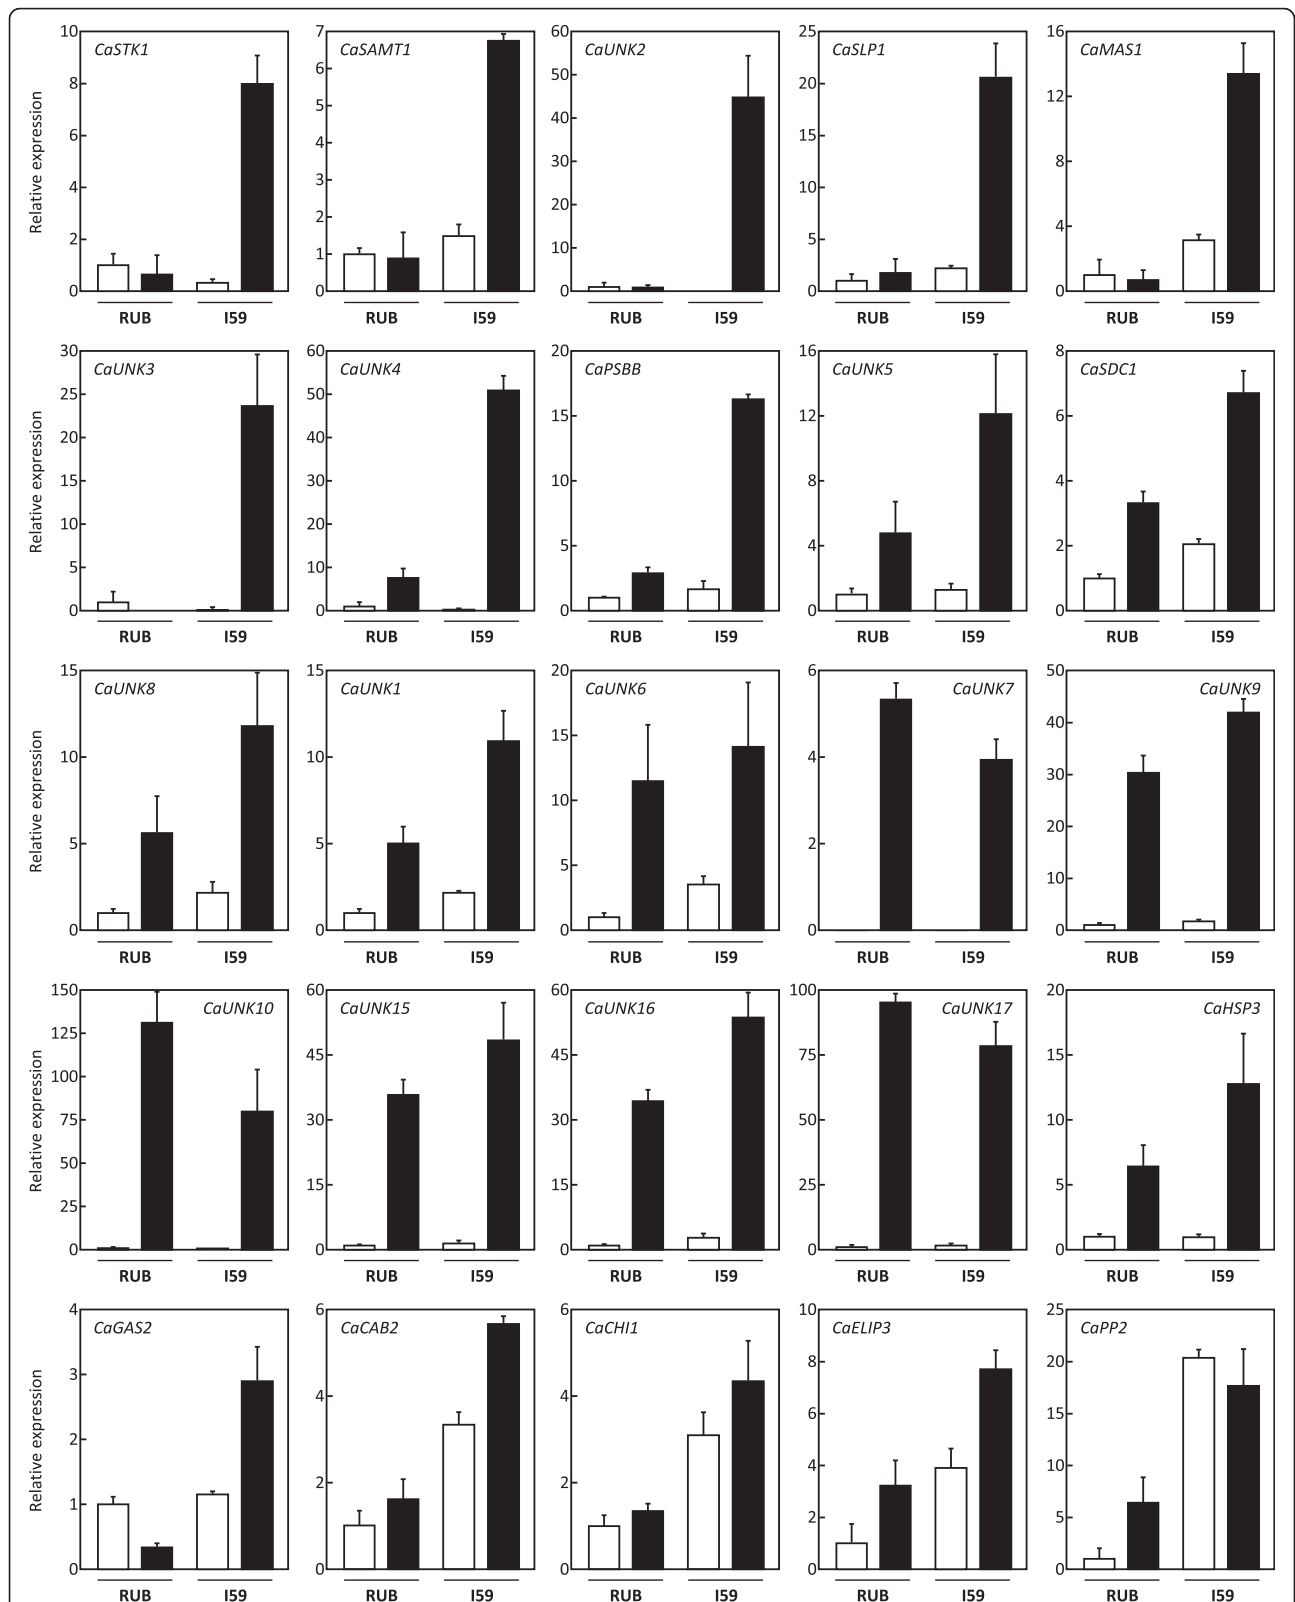 Relative expression
CaSTK1
10
8
6
4
2
0
RUB I59
CaSAMT1
7
6
5
4
3
2
1
0
RUB I59
CaUNK2
60
50
40
30
20
10
0
RUB I59
CaSLP1
25
20
15
10
5
0
RUB I59
CaMAS1
16
12
8
4
0
RUB I59
Relative expression
CaUNK3
30
25
20
15
10
5
0
RUB I59
CaUNK4
60
50
40
30
20
10
0
RUB I59
CaPSBB
20
15
10
5
0
RUB I59
CaUNK5
16
12
8
4
0
RUB I59
CaSDC1
8
6
4
2
0
RUB I59
Relative expression
CaUNK8
15
10
5
0
RUB I59
CaUNK1
15
10
5
0
RUB I59
CaUNK6
20
15
10
5
0
RUB I59
CaUNK7
6
4
2
0
RUB I59
CaUNK9
50
40
30
20
10
0
RUB I59
Relative expression
CaUNK10
150
125
100
75
50
25
0
RUB I59
CaUNK15
60
45
30
15
0
RUB I59
CaUNK16
60
45
30
15
0
RUB I59
CaUNK17
100
75
50
25
0
RUB I59
CaHSP3
20
15
10
5
0
RUB I59
Relative expression
CaGAS2
4
3
2
1
0
RUB I59
CaCAB2
6
4
2
0
RUB I59
CaCHI1
6
4
2
0
RUB I59
CaELIP3
10
8
6
4
2
0
RUB I59
CaPP2
25
20
15
10
5
0
RUB I59